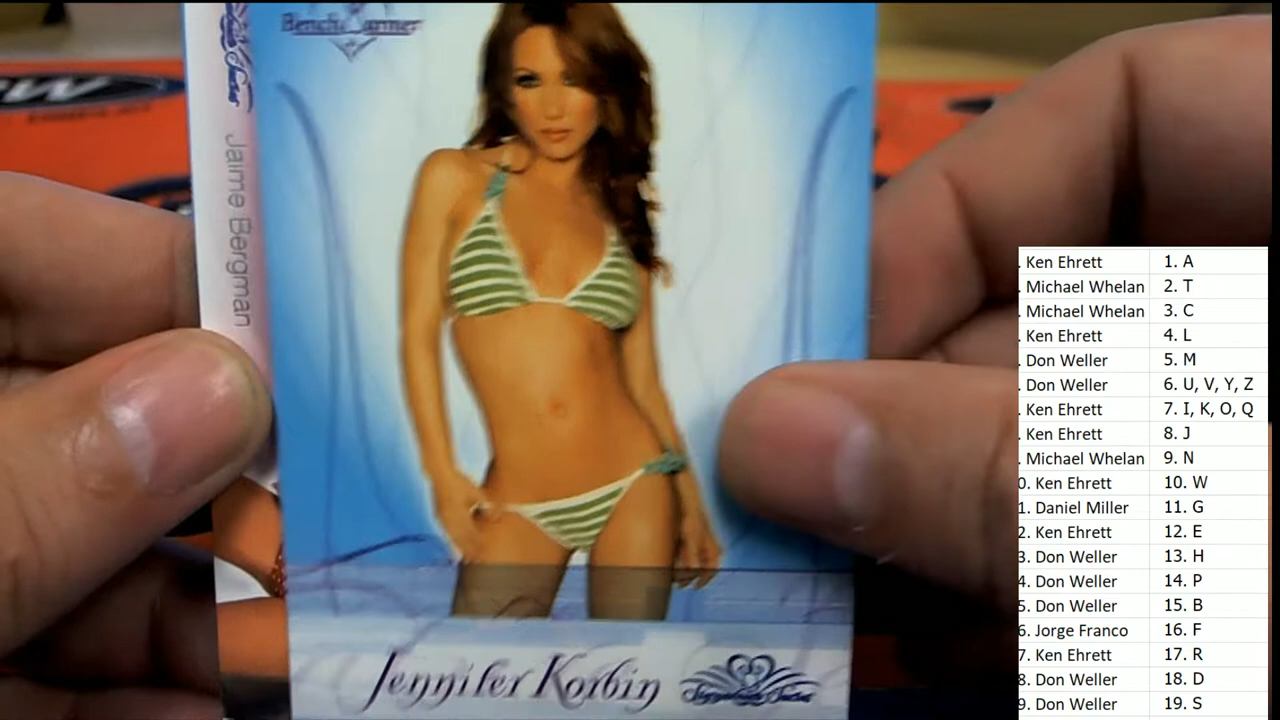 BenchWarmer
Jaime Bergman
Jennifer Korbin
. Ken Ehrett 1. A
. Michael Whelan 2. T
. Michael Whelan 3. C
. Ken Ehrett 4. L
. Don Weller 5. M
. Don Weller 6. U, V, Y, Z
. Ken Ehrett 7. I, K, O, Q
. Ken Ehrett 8. J
. Michael Whelan 9. N
0. Ken Ehrett 10. W
1. Daniel Miller 11. G
2. Ken Ehrett 12. E
3. Don Weller 13. H
4. Don Weller 14. P
5. Don Weller 15. B
6. Jorge Franco 16. F
7. Ken Ehrett 17. R
8. Don Weller 18. D
9. Don Weller 19. S